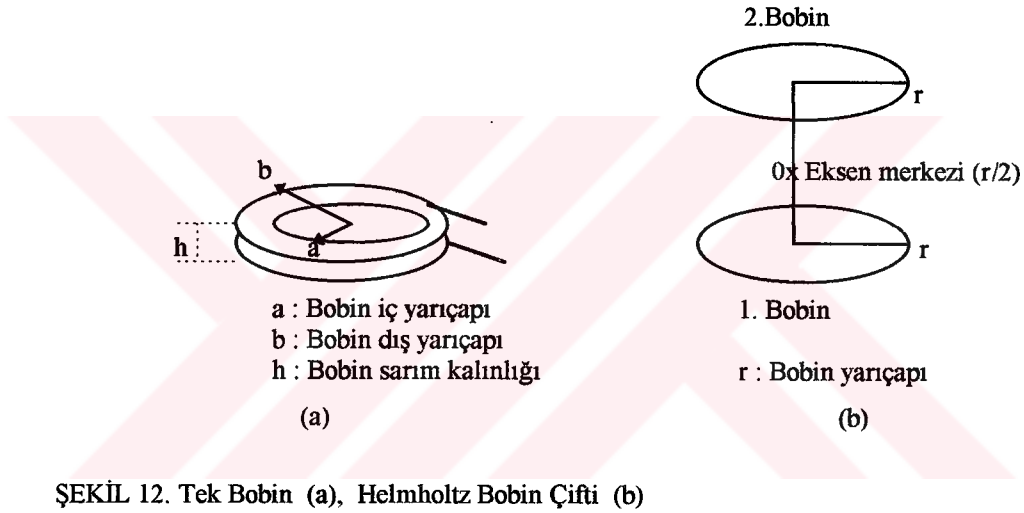 2.Bobin
r
0x Eksen merkezi (r/2)
b
a
h
r
a : Bobin iç yarıçapı
b : Bobin dış yarıçapı
h : Bobin sarım kalınlığı
(a)
1. Bobin
r : Bobin yarıçapı
(b)
ŞEKİL 12. Tek Bobin (a), Helmholtz Bobin Çifti (b)